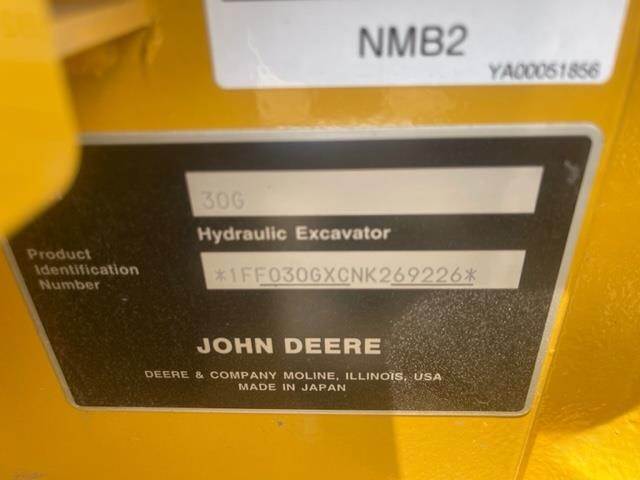 NMB2
YA00051856
30G
Hydraulic Excavator
Product
Identification
Number
*1FF030GXCNK269226*
JOHN DEERE
DEERE & COMPANY MOLINE, ILLINOIS, USA
MADE IN JAPAN